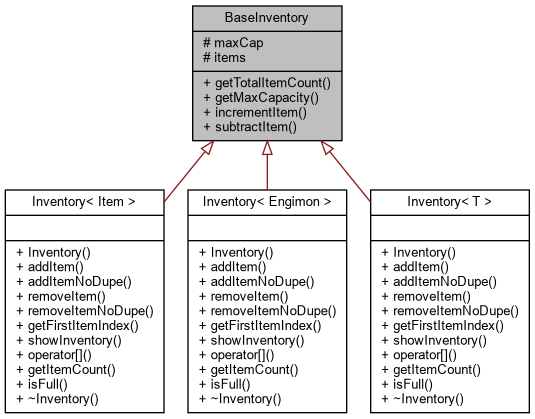 BaseInventory
# maxCap
# items
+ getTotalItemCount()
+ getMaxCapacity()
+ incrementItem()
+ subtractItem()
Inventory< Item >
+ Inventory()
+ addItem()
+ addItemNoDupe()
+ removeItem()
+ removeItemNoDupe()
+ getFirstItemIndex()
+ showInventory()
+ operator[]()
+ getItemCount()
+ isFull()
+ ~Inventory()
Inventory< Engimon >
+ Inventory()
+ addItem()
+ addItemNoDupe()
+ removeItem()
+ removeItemNoDupe()
+ getFirstItemIndex()
+ showInventory()
+ operator[]()
+ getItemCount()
+ isFull()
+ ~Inventory()
Inventory< T >
+ Inventory()
+ addItem()
+ addItemNoDupe()
+ removeItem()
+ removeItemNoDupe()
+ getFirstItemIndex()
+ showInventory()
+ operator[]()
+ getItemCount()
+ isFull()
+ ~Inventory()